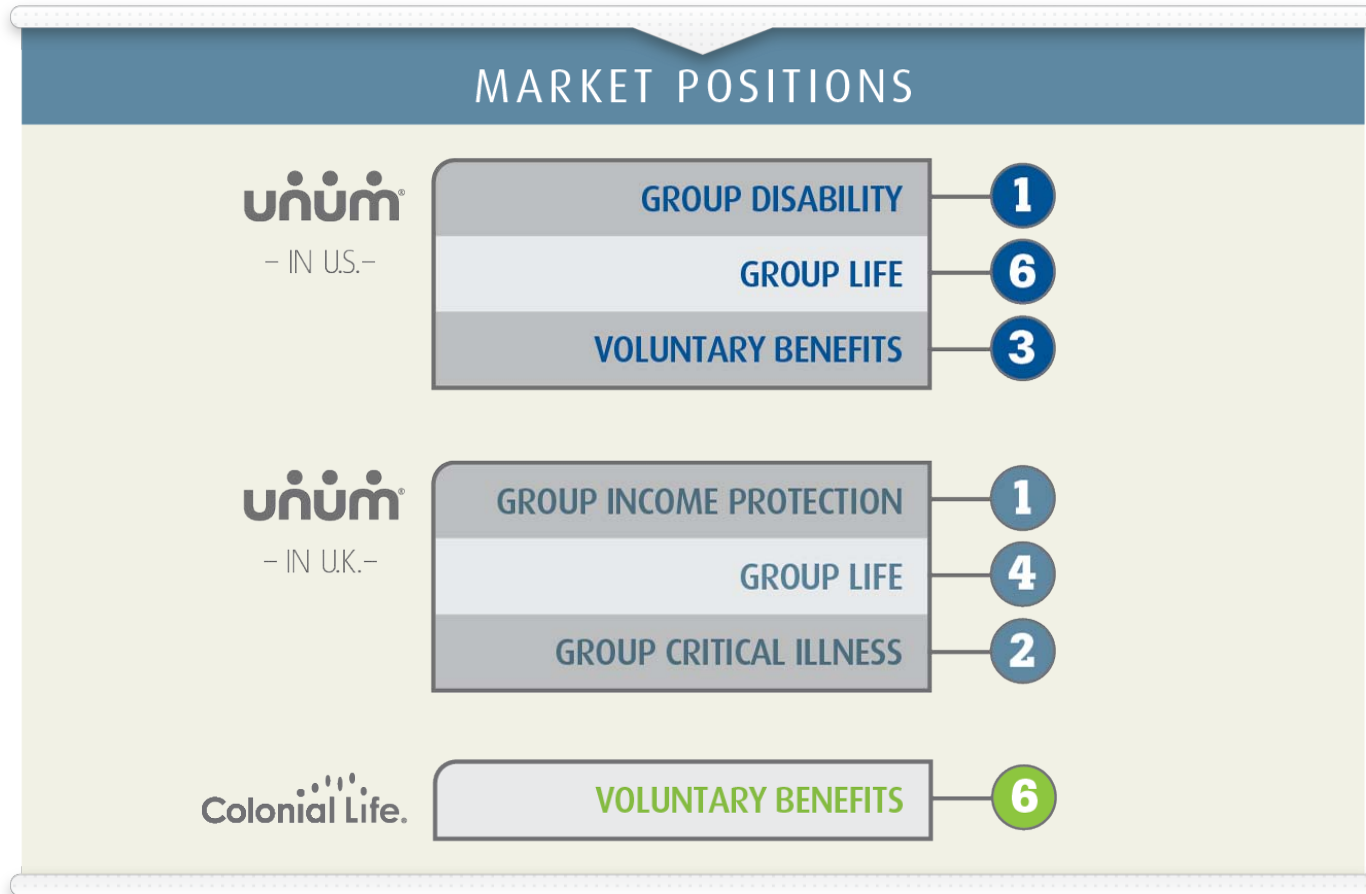 MARKET POSITIONS
unum®
– IN U.S.–
GROUP DISABILITY 1
GROUP LIFE 6
VOLUNTARY BENEFITS 3
unum®
– IN U.K.–
GROUP INCOME PROTECTION 1
GROUP LIFE 4
GROUP CRITICAL ILLNESS 2
Colonial Life.
VOLUNTARY BENEFITS 6